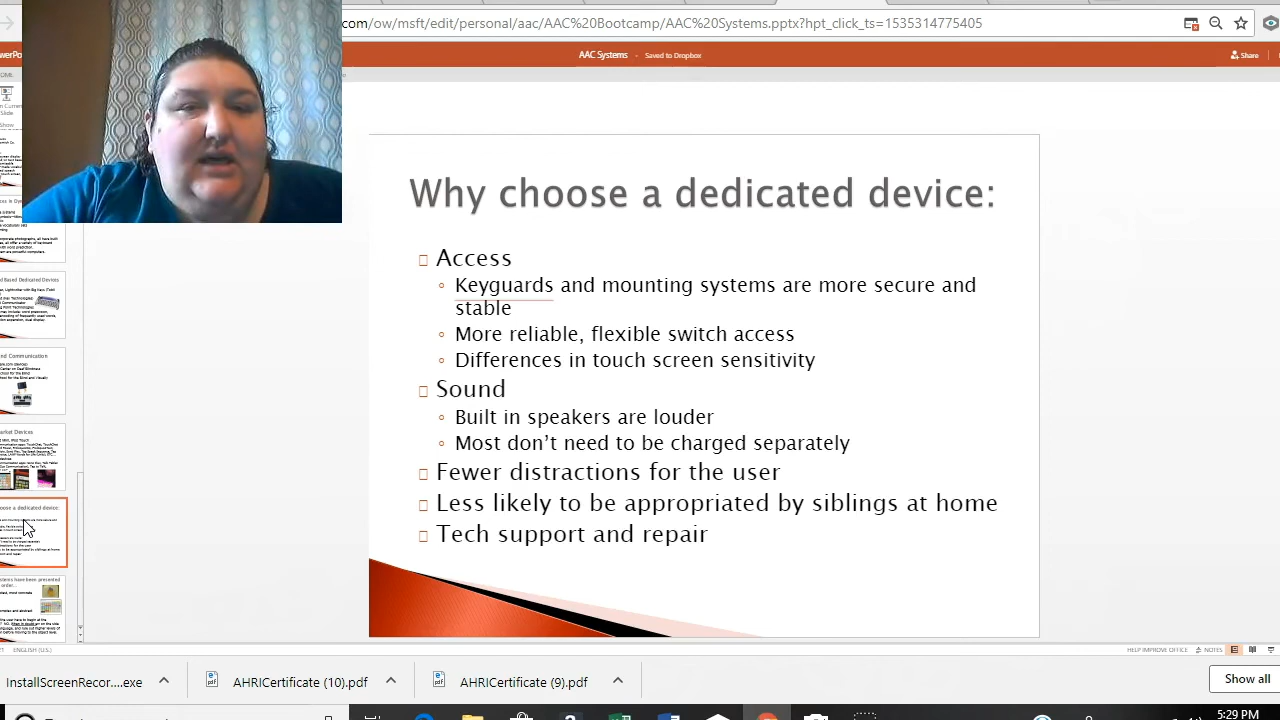 .com/ow/msft/edit/personal/aac/AAC%20Bootcamp/AAC%20Systems.pptx?hpt_click_ts=1535314775405
AAC Systems - Saved to Dropbox
Share
Why choose a dedicated device:
Access
Keyguards and mounting systems are more secure and
stable
More reliable, flexible switch access
Differences in touch screen sensitivity
Sound
Built in speakers are louder
Most don’t need to be charged separately
Fewer distractions for the user
Less likely to be appropriated by siblings at home
Tech support and repair
ENGLISH (U.S.)
HELP IMPROVE OFFICE
NOTES
InstallScreenRecor....exe
AHRICertificate (10).pdf
AHRICertificate (9).pdf
Show all
5:29 PM